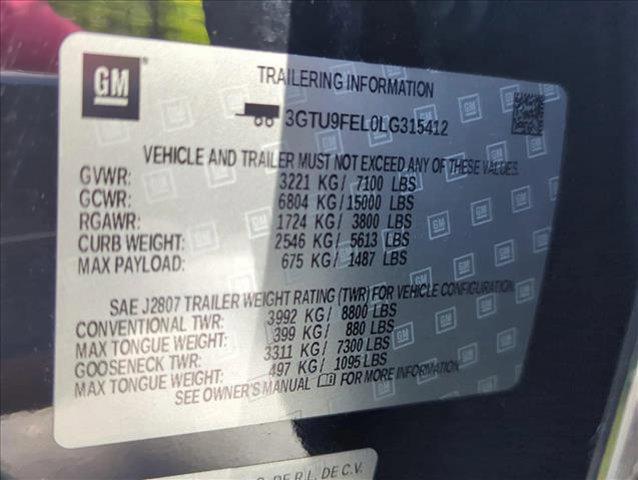 GM
TRAILERING INFORMATION
3GTU9FEL0LG315412
VEHICLE AND TRAILER MUST NOT EXCEED ANY OF THESE VALUES.
GVWR: 3221 KG/ 7100 LBS
GCWR: 6804 KG/ 15000 LBS
RGAWR: 1724 KG/ 3800 LBS
CURB WEIGHT: 2546 KG/ 5613 LBS
MAX PAYLOAD: 675 KG/ 1487 LBS
SAE J2807 TRAILER WEIGHT RATING (TWR) FOR VEHICLE CONFIGURATION.
CONVENTIONAL TWR: 3992 KG/ 8800 LBS
MAX TONGUE WEIGHT: 399 KG/ 880 LBS
GOOSENECK TWR: 3311 KG/ 7300 LBS
MAX TONGUE WEIGHT: 497 KG/ 1095 LBS
SEE OWNER'S MANUAL FOR MORE INFORMATION
DE R.L. DE C.V.